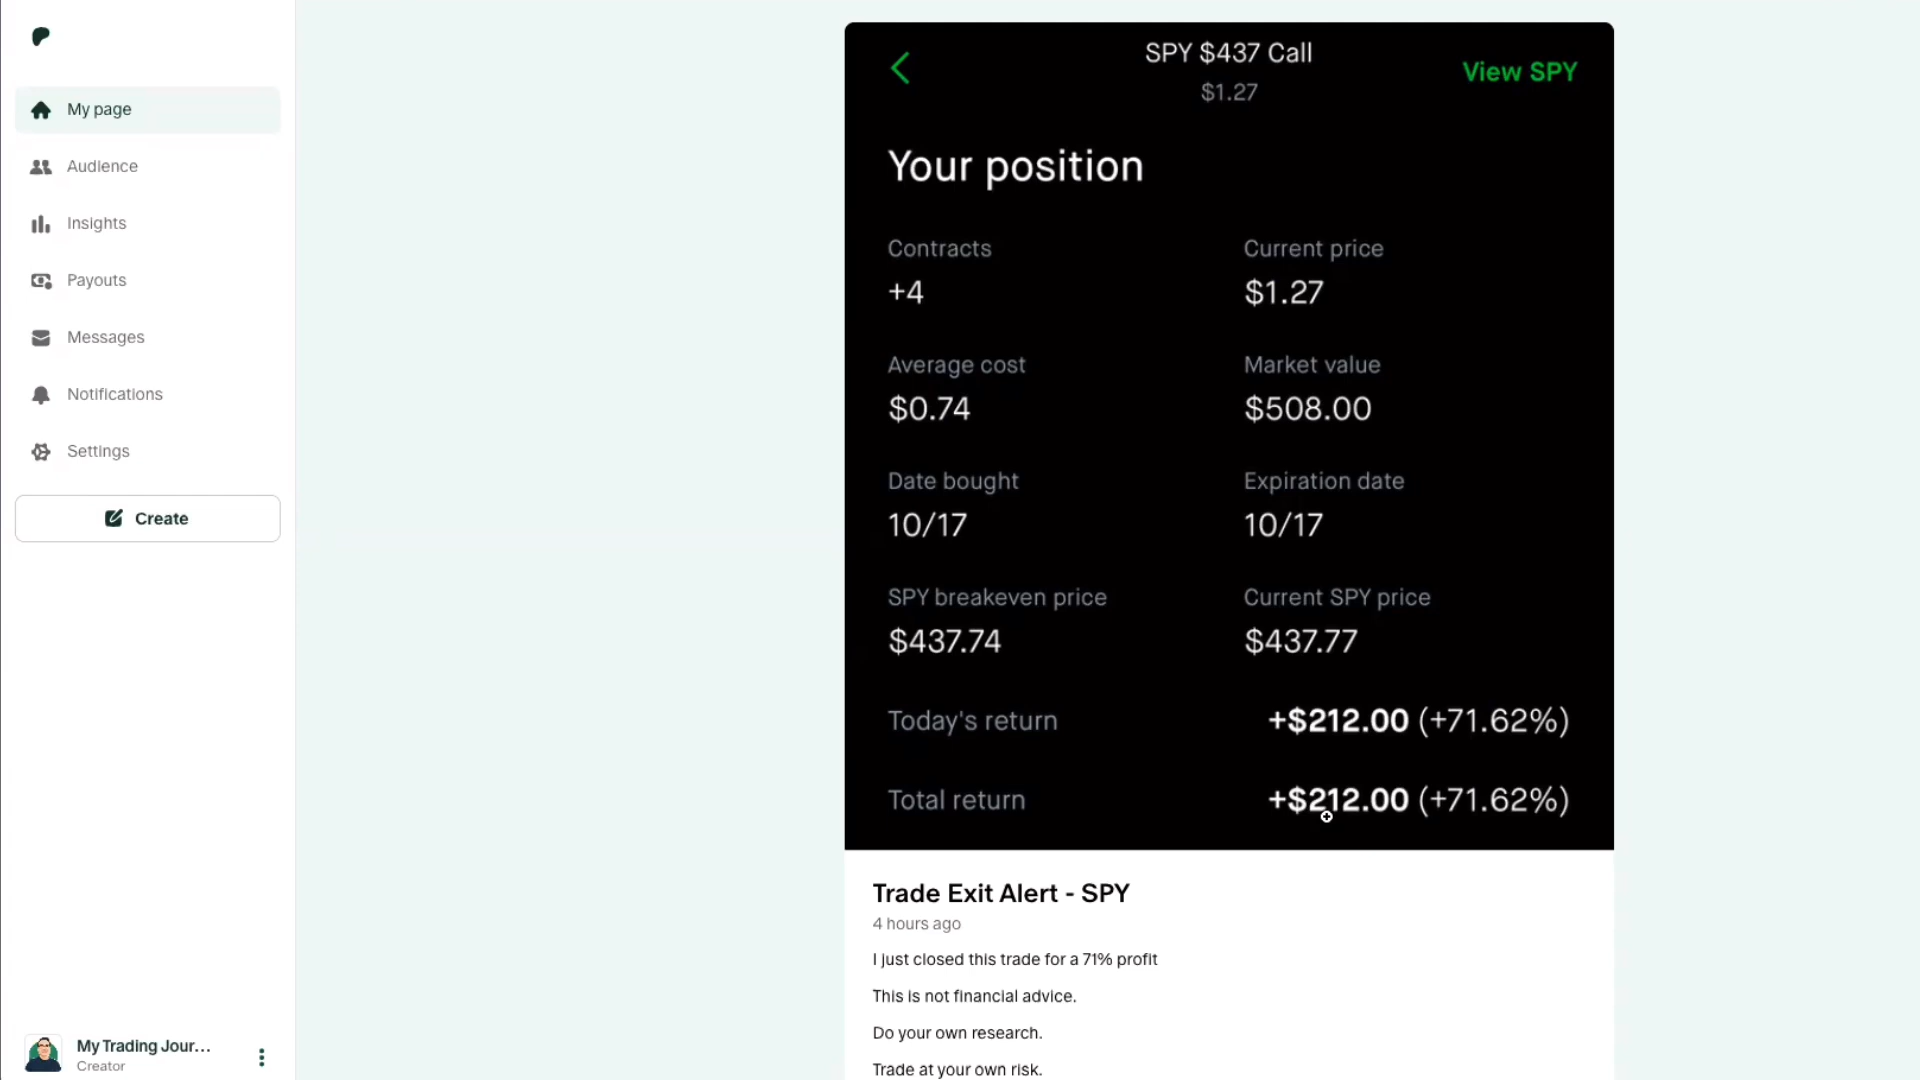 My page
Audience
Insights
Payouts
Messages
Notifications
Settings
Create
My Trading Jour...
Creator
SPY $437 Call
$1.27
View SPY
Your position
Contracts
+4
Current price
$1.27
Average cost
$0.74
Market value
$508.00
Date bought
10/17
Expiration date
10/17
SPY breakeven price
$437.74
Current SPY price
$437.77
Today's return
+$212.00 (+71.62%)
Total return
+$212.00 (+71.62%)
Trade Exit Alert - SPY
4 hours ago
I just closed this trade for a 71% profit
This is not financial advice.
Do your own research.
Trade at your own risk.